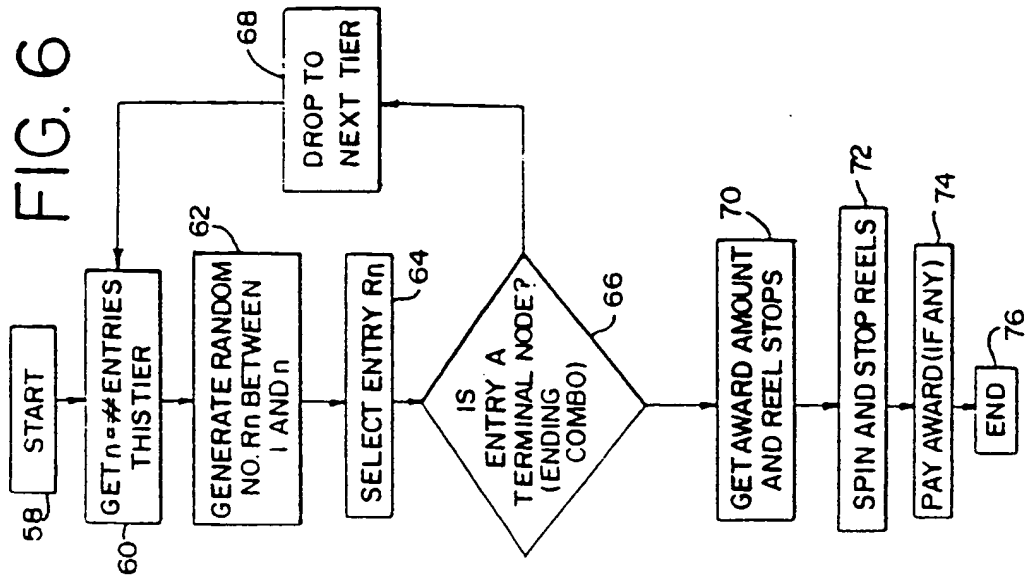 FIG. 6
START
58
GET n=# ENTRIES
THIS TIER
60
GENERATE RANDOM
NO. Rn BETWEEN
1 AND n
62
SELECT ENTRY Rn
64
IS
ENTRY A
TERMINAL NODE?
(ENDING
COMBO)
66
DROP TO
NEXT TIER
68
GET AWARD AMOUNT
AND REEL STOPS
70
SPIN AND STOP REELS
72
PAY AWARD (IF ANY)
74
END
76